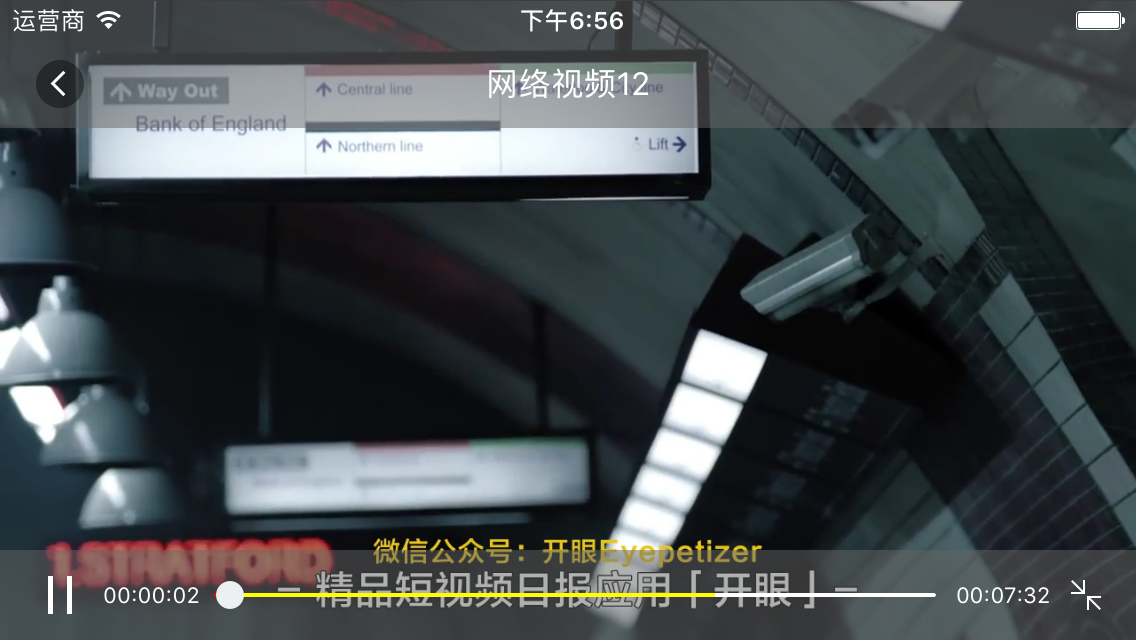 运营商
下午6:56
网络视频12
Way Out
Bank of England
Central line
Northern line
Lift
1.STRATFORD
微信公众号：开眼Eyepetizer
– 精品短视频日报应用「开眼」–
00:00:02
00:07:32